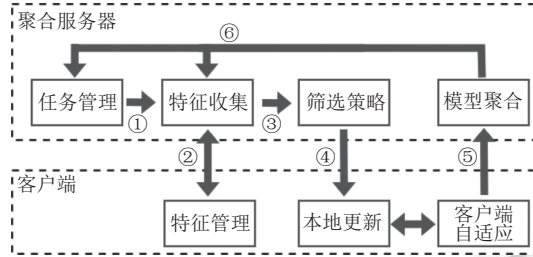 聚合服务器
⑥
任务管理
特征收集
筛选策略
模型聚合
①
③
②
④
⑤
客户端
特征管理
本地更新
客户端
自适应